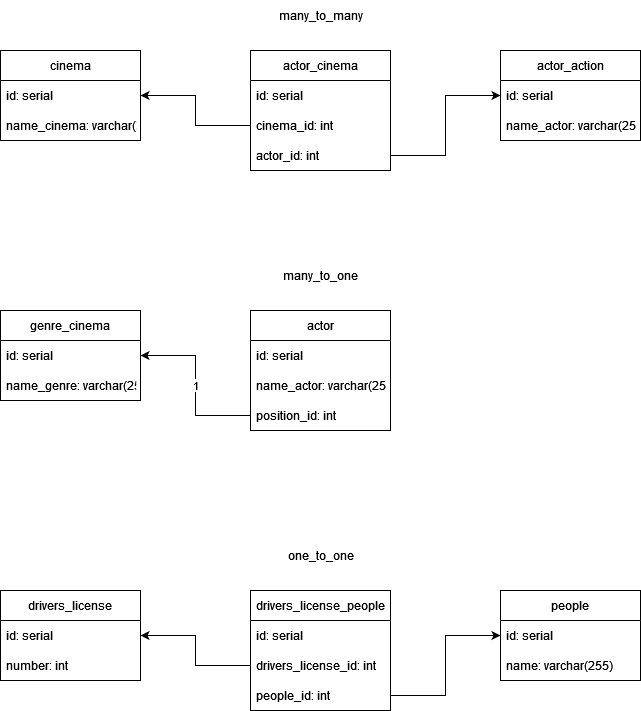 many_to_many
cinema
id: serial
name_cinema: varchar(
actor_cinema
id: serial
cinema_id: int
actor_id: int
actor_action
id: serial
name_actor: varchar(25
many_to_one
genre_cinema
id: serial
name_genre: varchar(25
1
actor
id: serial
name_actor: varchar(25
position_id: int
one_to_one
drivers_license
id: serial
number: int
drivers_license_people
id: serial
drivers_license_id: int
people_id: int
people
id: serial
name: varchar(255)